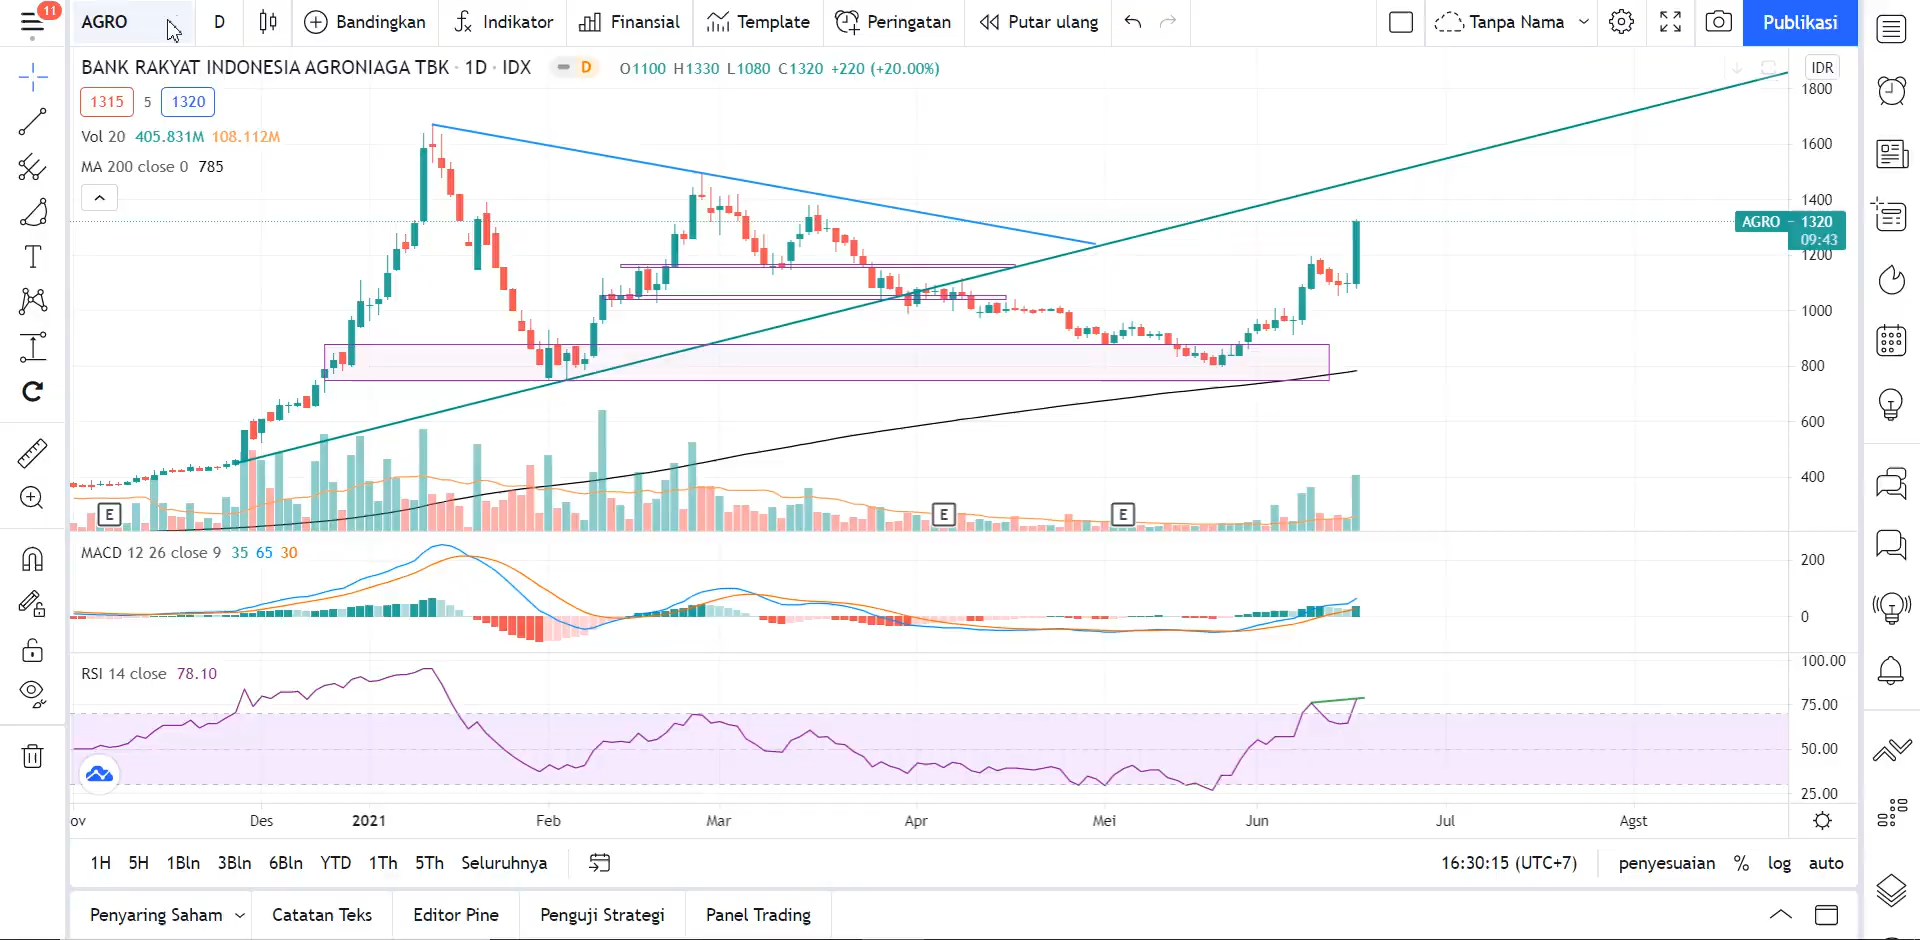 11
AGRO D Bandingkan Indikator Finansial Template Peringatan Putar ulang Tanpa Nama Publikasi
BANK RAKYAT INDONESIA AGRONIAGA TBK · 1D · IDX D O1100 H1330 L1080 C1320 +220 (+20.00%) IDR
1315 5 1320
Vol 20 405.831M 108.112M
MA 200 close 0 785
1800
1600
1400
AGRO 1320
09:43
1200
1000
800
600
400
E E E
MACD 12 26 close 9 35 65 30
200
0
RSI 14 close 78.10
100.00
75.00
50.00
25.00
ov Des 2021 Feb Mar Apr Mei Jun Jul Agst
1H 5H 1Bln 3Bln 6Bln YTD 1Th 5Th Seluruhnya 16:30:15 (UTC+7) penyesuaian % log auto
Penyaring Saham Catatan Teks Editor Pine Penguji Strategi Panel Trading